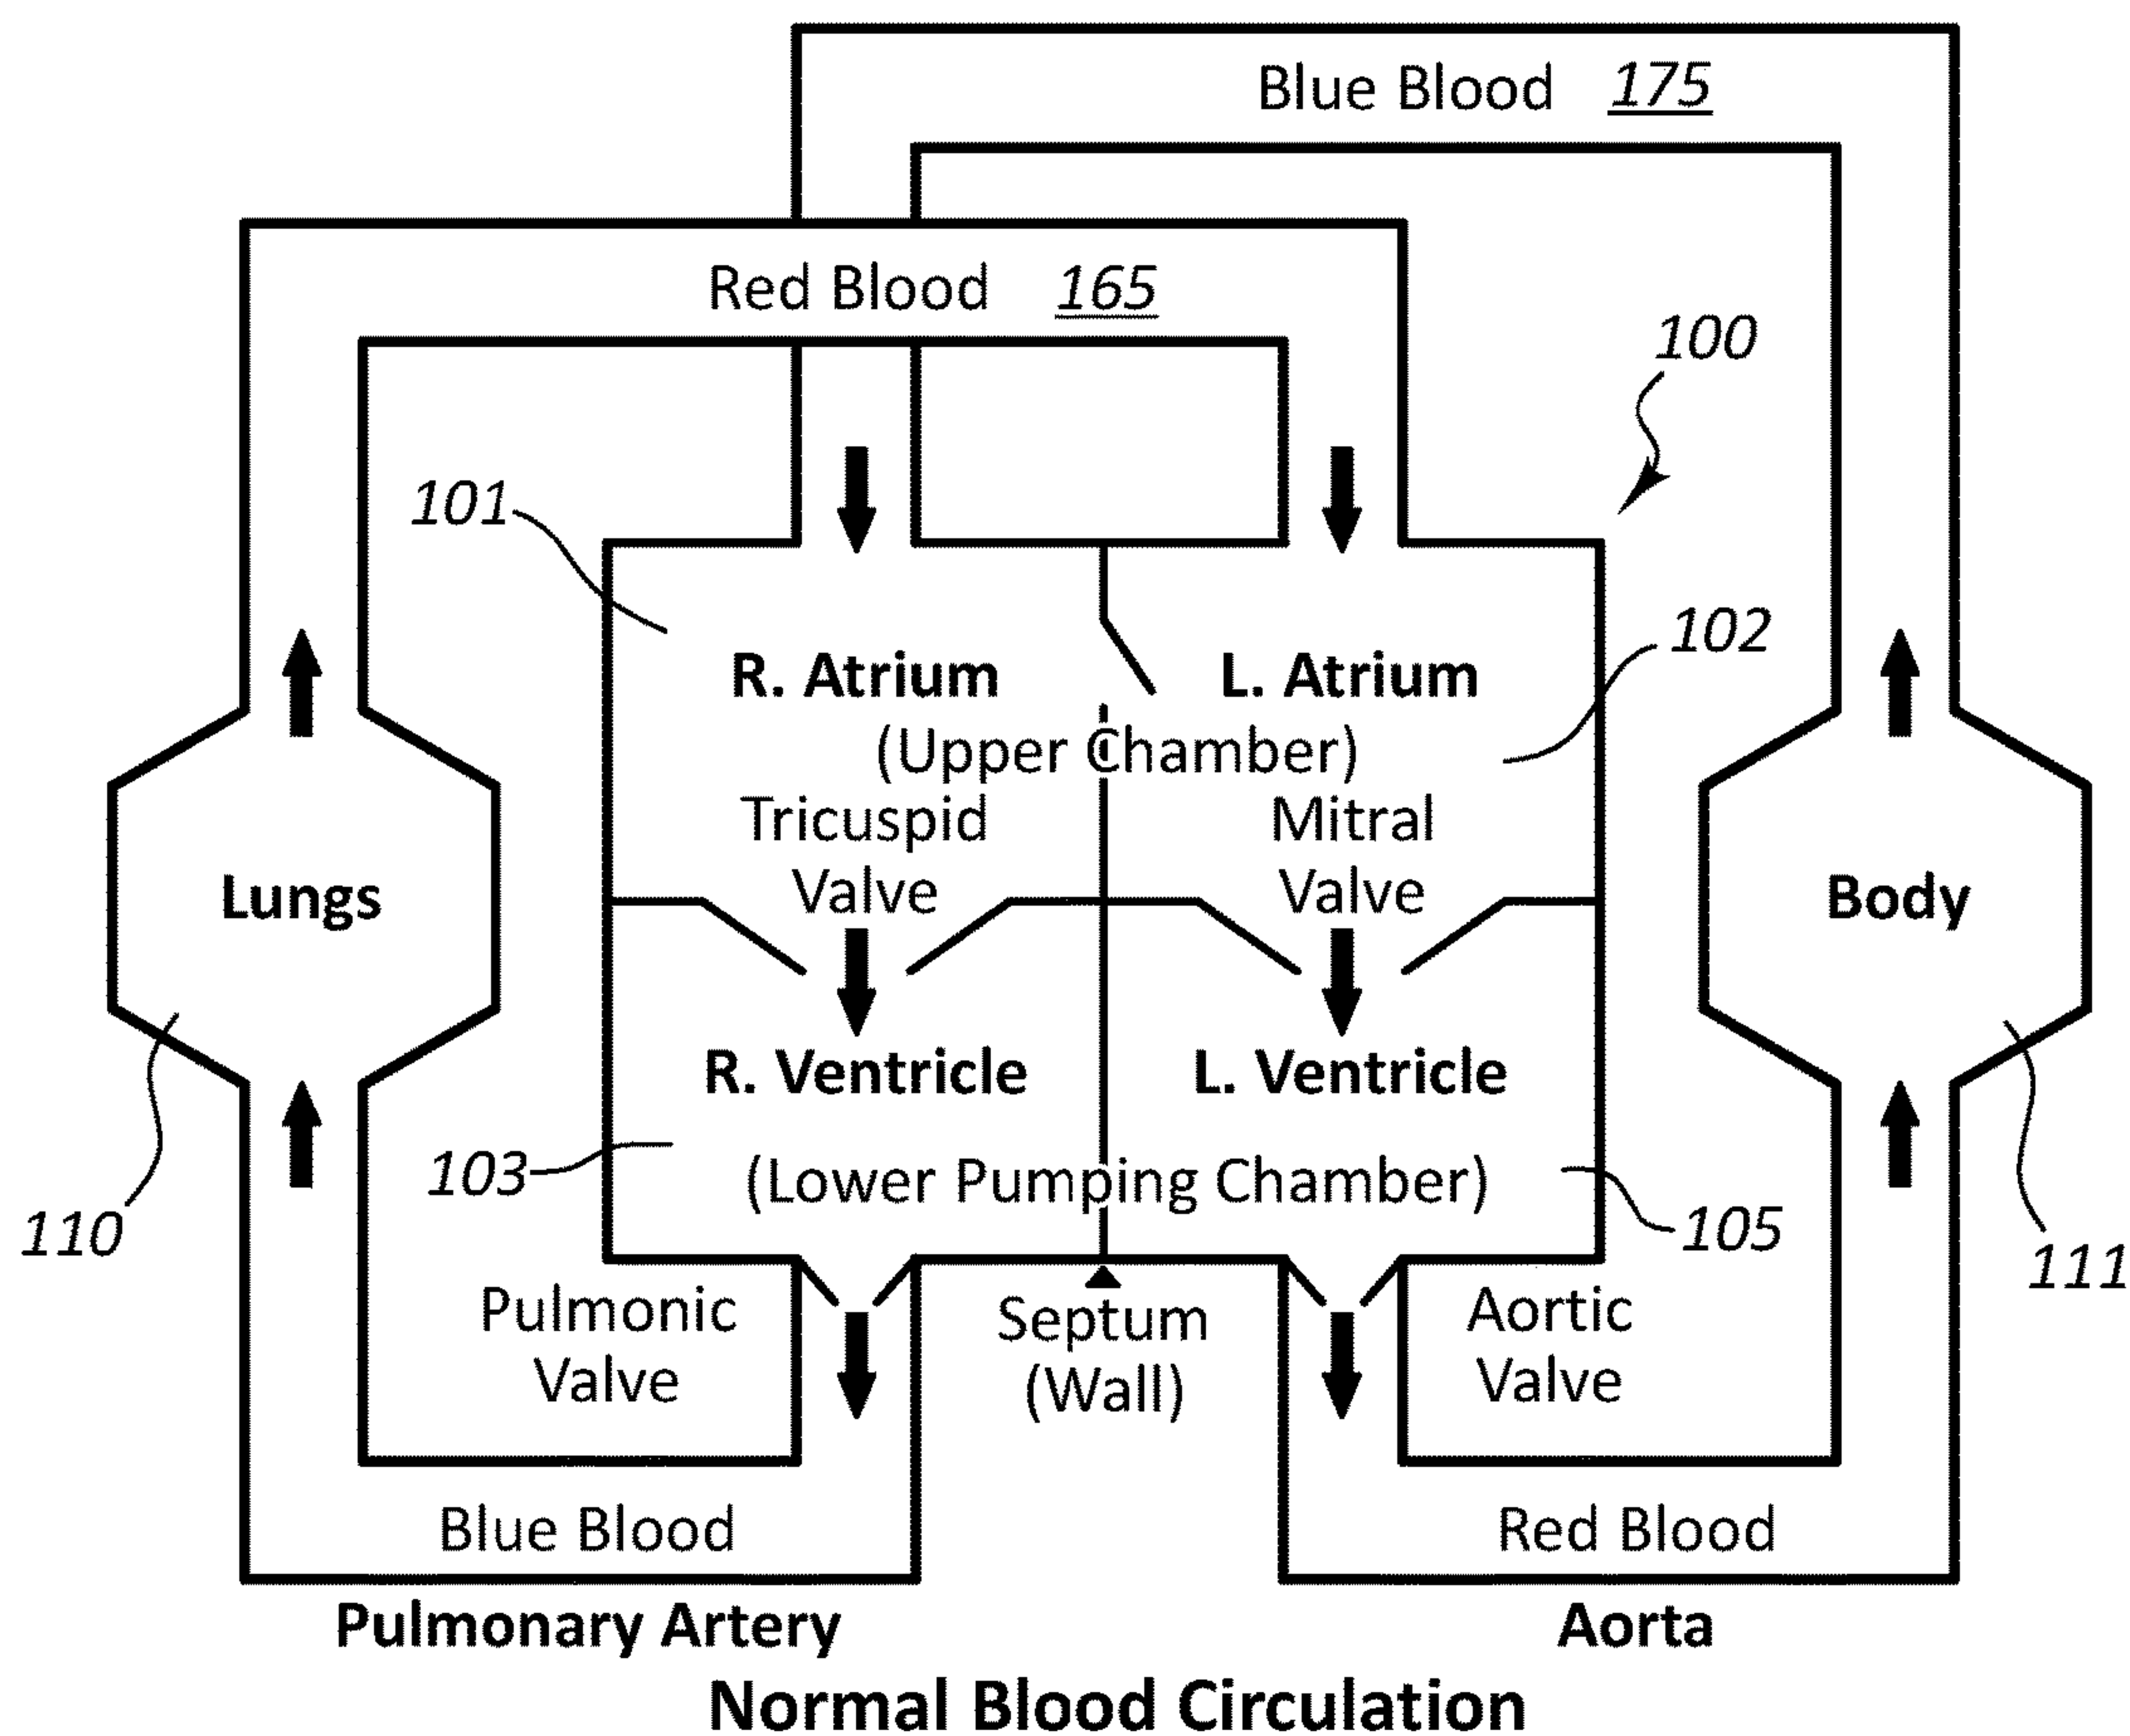 Blue Blood 175
Red Blood 165
100
101
102
R. Atrium L. Atrium
(Upper Chamber)
Tricuspid Valve
Mitral Valve
Lungs
Body
R. Ventricle L. Ventricle
103
(Lower Pumping Chamber)
105
110
111
Pulmonic
Valve
Septum
(Wall)
Aortic
Valve
Blue Blood
Red Blood
Pulmonary Artery
Aorta
Normal Blood Circulation